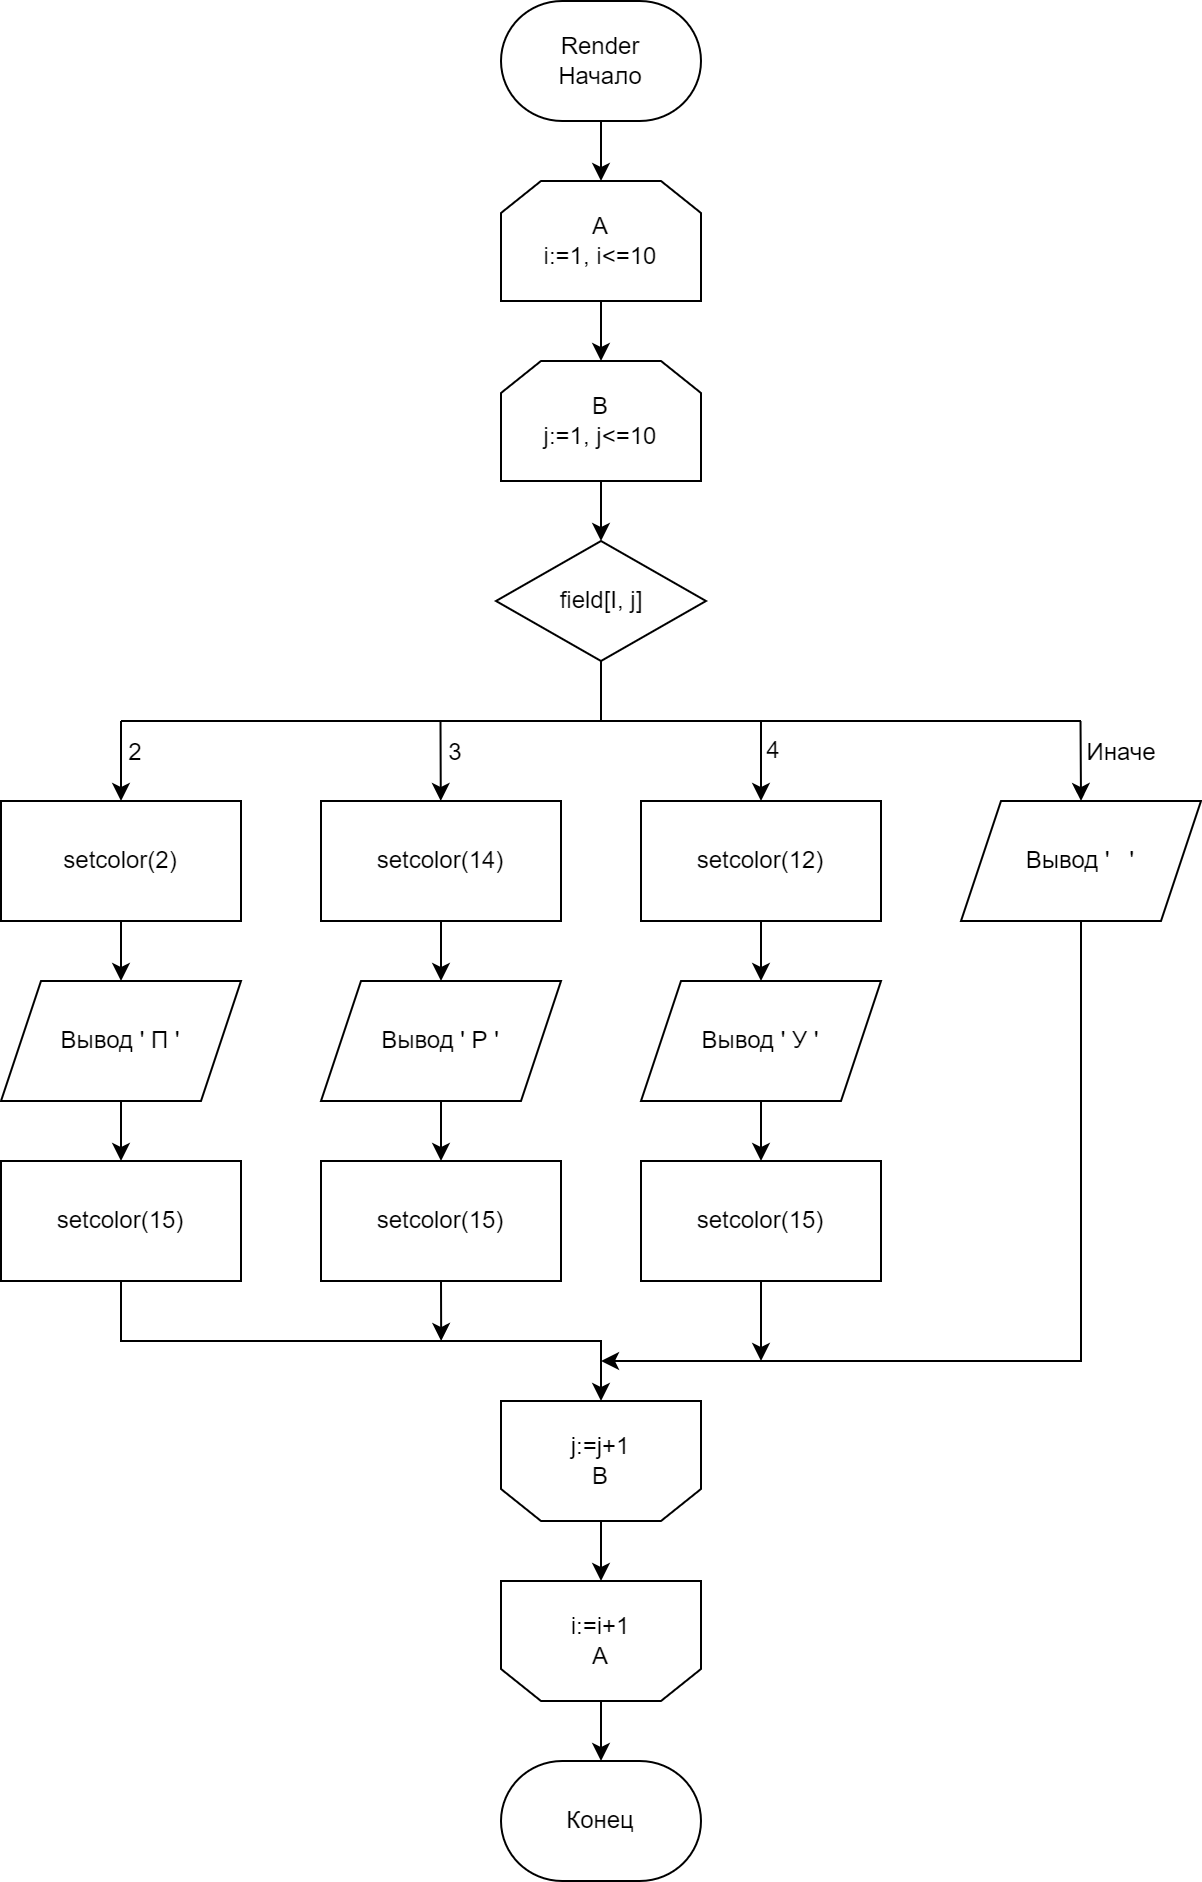 Render
Начало
A
i:=1, i<=10
B
j:=1, j<=10
field[I, j]
2
3
4
Иначе
setcolor(2)
setcolor(14)
setcolor(12)
Вывод '   '
Вывод ' П '
Вывод ' Р '
Вывод ' У '
setcolor(15)
setcolor(15)
setcolor(15)
j:=j+1
B
i:=i+1
A
Конец